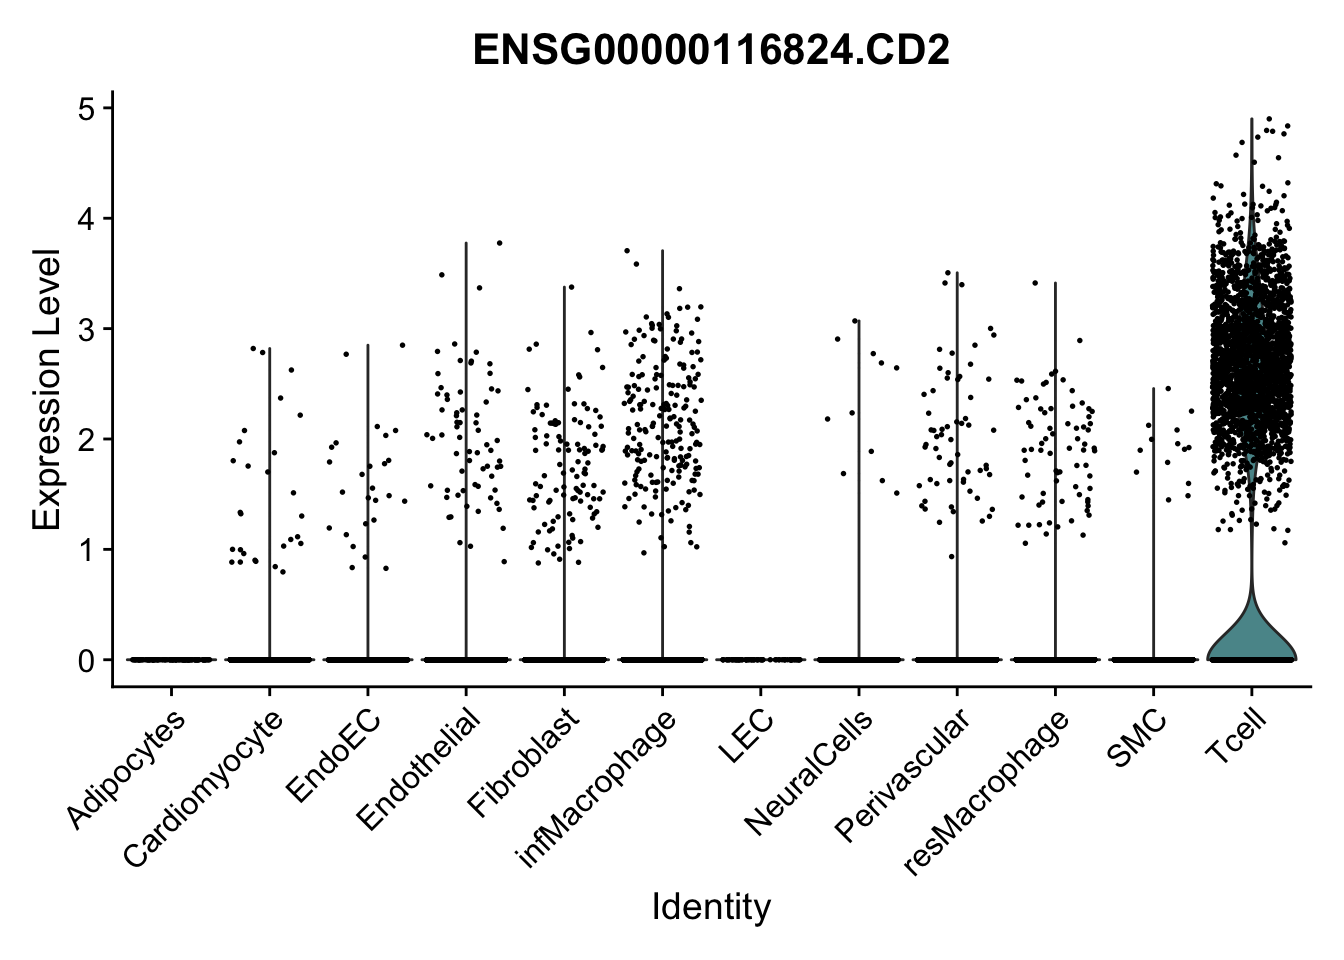 ENSG00000116824.CD2
Expression Level
5
4
3
2
1
0
Adipocytes
Cardiomyocyte
EndoEC
Endothelial
Fibroblast
infMacrophage
LEC
NeuralCells
Perivascular
resMacrophage
SMC
Tcell
Identity